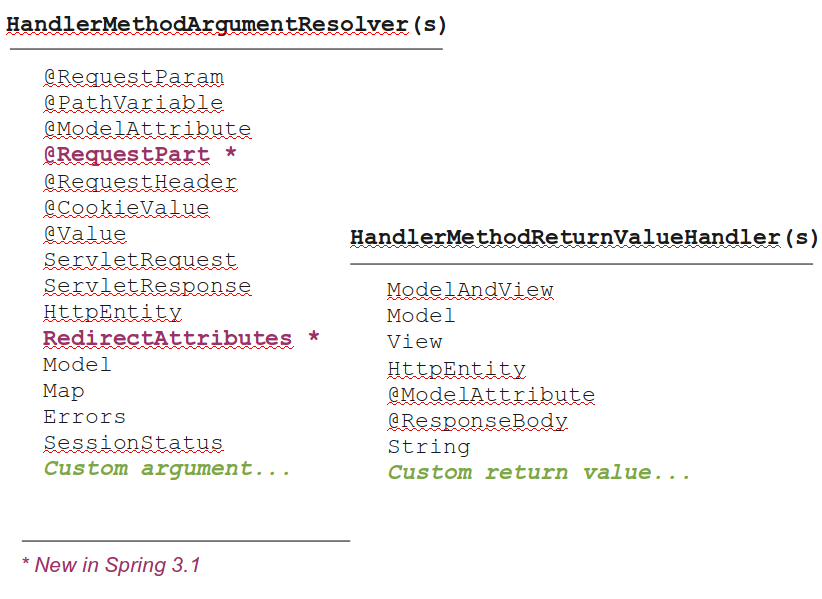 HandlerMethodArgumentResolver(s)
@RequestParam
@PathVariable
@ModelAttribute
@RequestPart *
@RequestHeader
@CookieValue
@Value
ServletRequest
ServletResponse
HttpEntity
RedirectAttributes *
Model
Map
Errors
SessionStatus
Custom argument...
HandlerMethodReturnValueHandler(s)
ModelAndView
Model
View
HttpEntity
@ModelAttribute
@ResponseBody
String
Custom return value...
* New in Spring 3.1